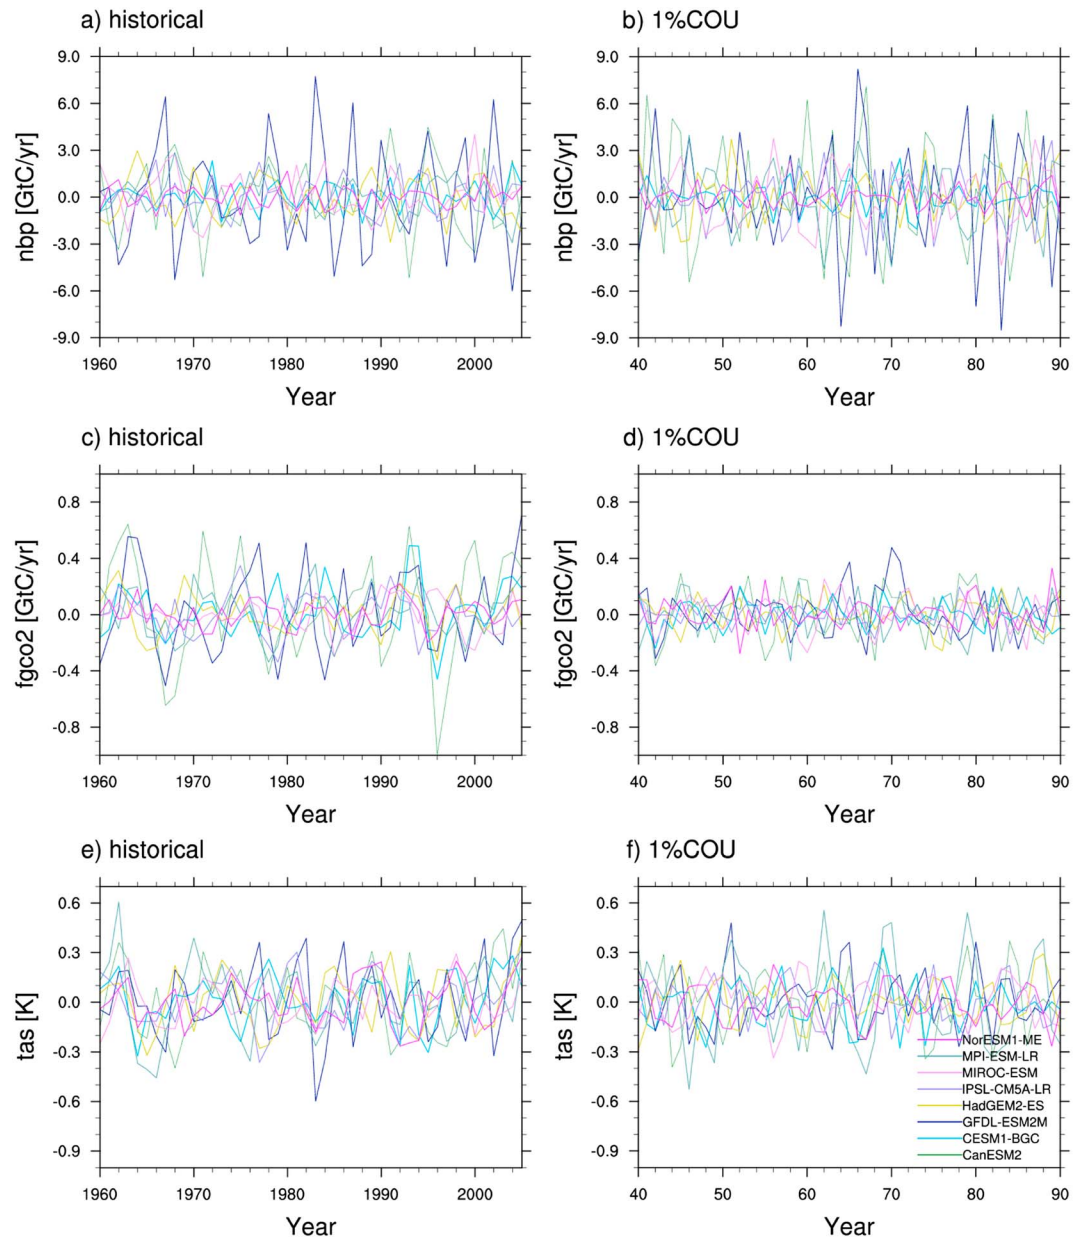 a) historical
b) 1%COU
nbp [GtC/yr]
9.0
6.0
3.0
0.0
-3.0
-6.0
-9.0
1960
1970
1980
1990
2000
Year
nbp [GtC/yr]
9.0
6.0
3.0
0.0
-3.0
-6.0
-9.0
40
50
60
70
80
90
Year
c) historical
d) 1%COU
fgco2 [GtC/yr]
0.8
0.4
0.0
-0.4
-0.8
1960
1970
1980
1990
2000
Year
fgco2 [GtC/yr]
0.8
0.4
0.0
-0.4
-0.8
40
50
60
70
80
90
Year
e) historical
f) 1%COU
tas [K]
0.6
0.3
0.0
-0.3
-0.6
-0.9
1960
1970
1980
1990
2000
Year
tas [K]
0.6
0.3
0.0
-0.3
-0.6
-0.9
NorESM1-ME
MPI-ESM-LR
MIROC-ESM
IPSL-CM5A-LR
HadGEM2-ES
GFDL-ESM2M
CESM1-BGC
CanESM2
40
50
60
70
80
90
Year